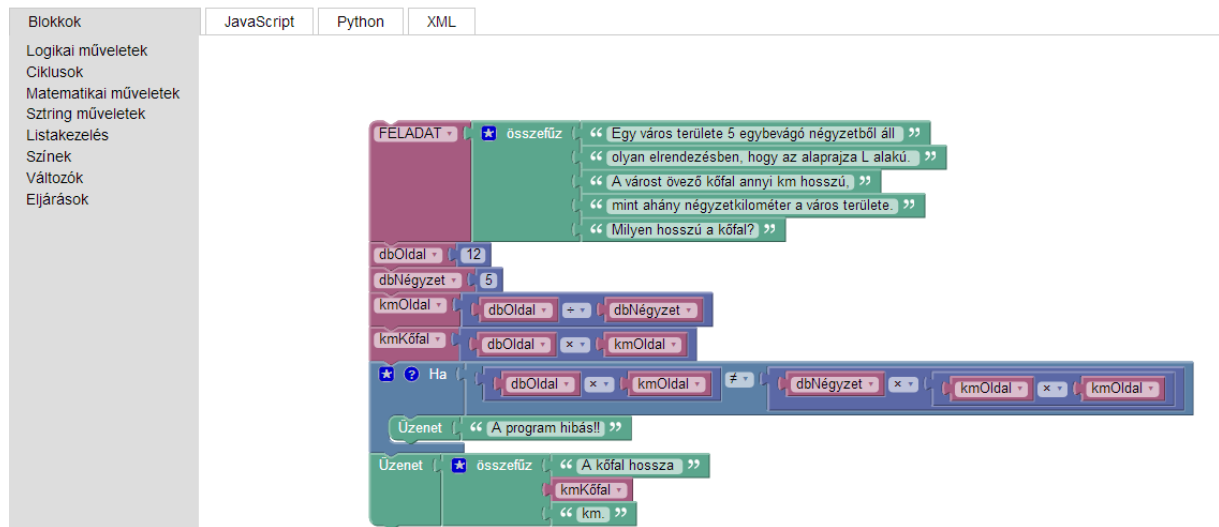 Blokkok JavaScript Python XML
Logikai műveletek
Ciklusok
Matematikai műveletek
Sztring műveletek
Listakezelés
Színek
Változók
Eljárások
FELADAT összefűz “ Egy város területe 5 egybevágó négyzetből áll ”
“ olyan elrendezésben, hogy az alaprajza L alakú. ”
“ A várost övező kőfal annyi km hosszú, ”
“ mint ahány négyzetkilométer a város területe. ”
“ Milyen hosszú a kőfal? ”
dbOldal 12
dbNégyzet 5
kmOldal dbOldal ÷ dbNégyzet
kmKőfal dbOldal × kmOldal
? Ha dbOldal × kmOldal ≠ dbNégyzet × kmOldal × kmOldal
Üzenet “ A program hibás!! ”
Üzenet összefűz “ A kőfal hossza ”
kmKőfal
“ km. ”